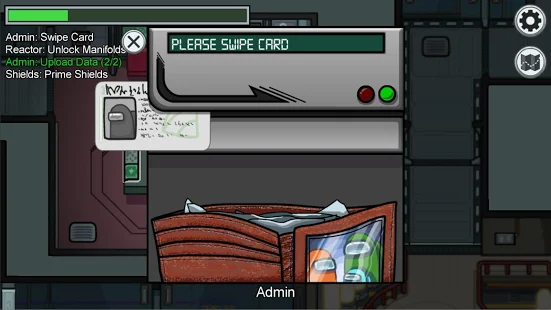 Admin: Swipe Card
Reactor: Unlock Manifolds
Admin: Upload Data (2/2)
Shields: Prime Shields
PLEASE SWIPE CARD
Admin